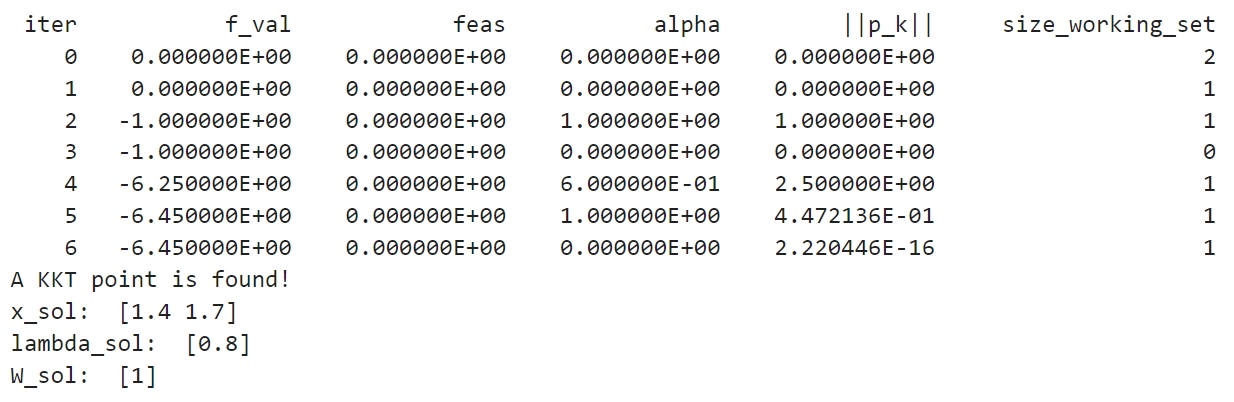 iter f_val feas alpha ||p_k|| size_working_set
0 0.000000E+00 0.000000E+00 0.000000E+00 0.000000E+00 2
1 0.000000E+00 0.000000E+00 0.000000E+00 0.000000E+00 1
2 -1.000000E+00 0.000000E+00 1.000000E+00 1.000000E+00 1
3 -1.000000E+00 0.000000E+00 0.000000E+00 0.000000E+00 0
4 -6.250000E+00 0.000000E+00 6.000000E-01 2.500000E+00 1
5 -6.450000E+00 0.000000E+00 1.000000E+00 4.472136E-01 1
6 -6.450000E+00 0.000000E+00 0.000000E+00 2.220446E-16 1
A KKT point is found!
x_sol: [1.4 1.7]
lambda_sol: [0.8]
W_sol: [1]